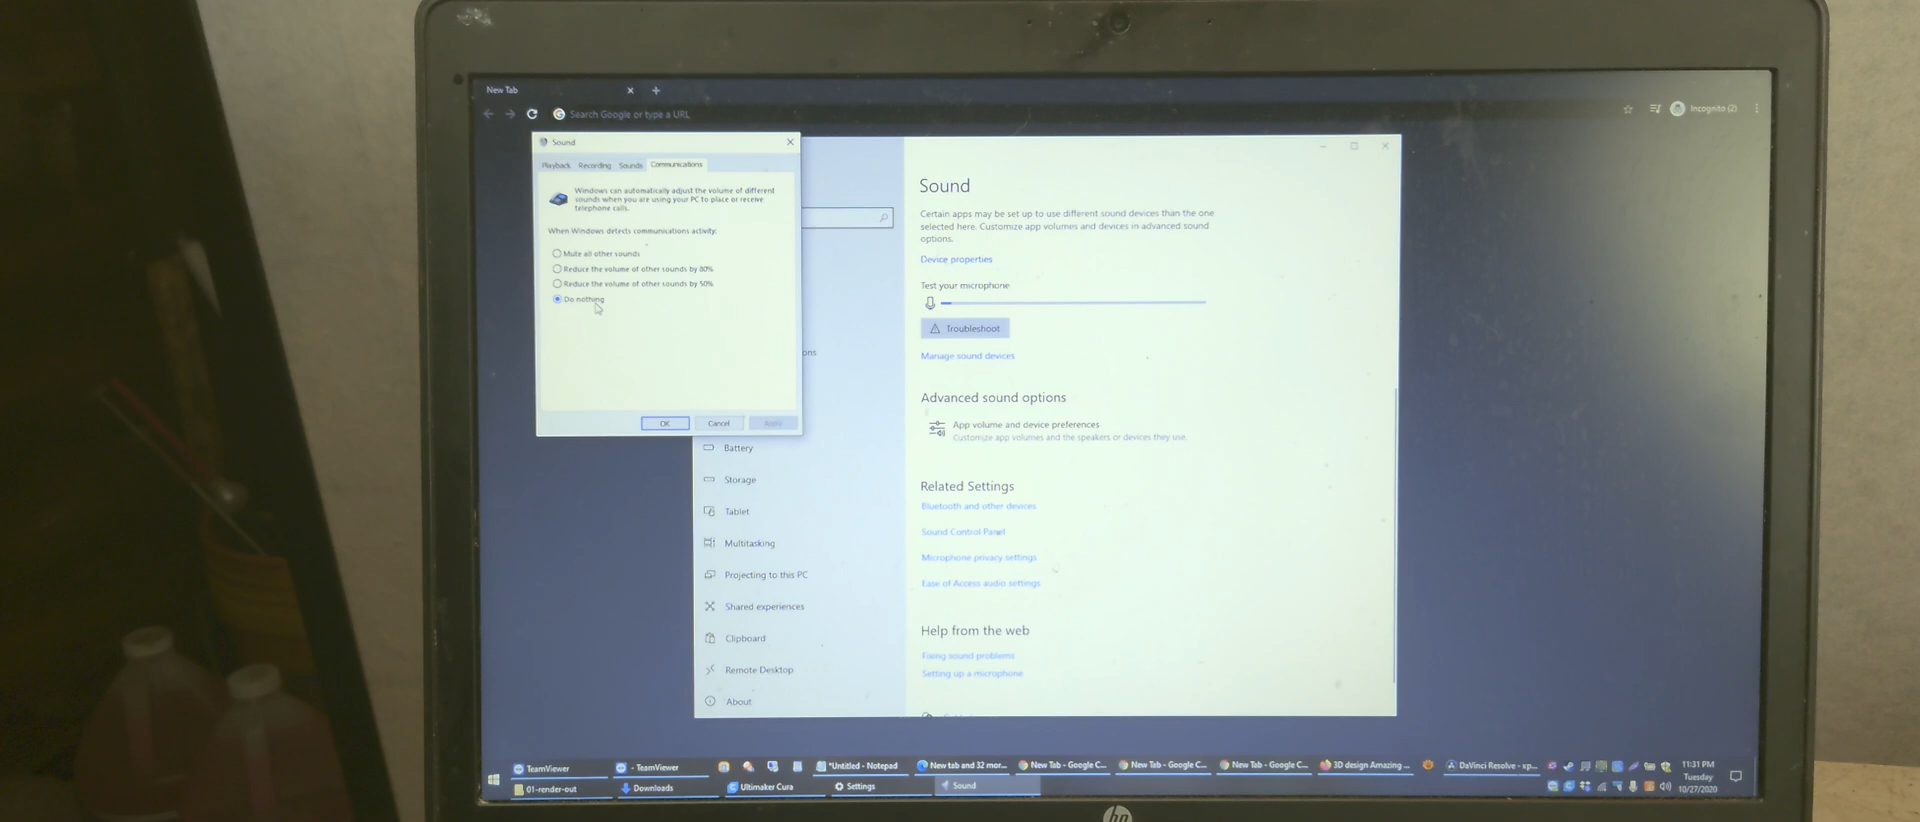 New Tab
Search Google or type a URL
Incognito (2)
Sound
Playback Recording Sounds Communications
Windows can automatically adjust the volume of different
sounds when you are using your PC to place or receive
telephone calls.
When Windows detects communications activity:
Mute all other sounds
Reduce the volume of other sounds by 80%
Reduce the volume of other sounds by 50%
Do nothing
OK Cancel Apply
ons
Battery
Storage
Tablet
Multitasking
Projecting to this PC
Shared experiences
Clipboard
Remote Desktop
About
Sound
Certain apps may be set up to use different sound devices than the one
selected here. Customize app volumes and devices in advanced sound
options.
Device properties
Test your microphone
Troubleshoot
Manage sound devices
Advanced sound options
App volume and device preferences
Customize app volumes and the speakers or devices they use.
Related Settings
Bluetooth and other devices
Sound Control Panel
Microphone privacy settings
Ease of Access audio settings
Help from the web
Fixing sound problems
Setting up a microphone
TeamViewer - TeamViewer *Untitled - Notepad New tab and 32 mor... New Tab - Google C... New Tab - Google C... New Tab - Google C... 3D design Amazing ... DaVinci Resolve - xp... 11:31 PM
Tuesday
01-render-out Downloads Ultimaker Cura Settings Sound 10/27/2020
hp